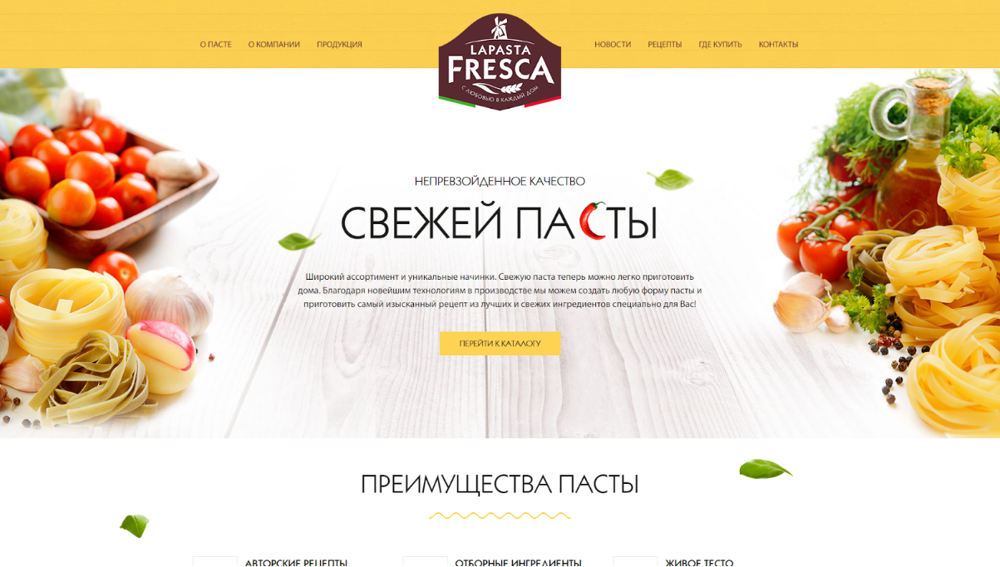 О ПАСТЕ О КОМПАНИИ ПРОДУКЦИЯ
LAPASTA
FRESCA
С ЛЮБОВЬЮ В КАЖДЫЙ ДОМ
НОВОСТИ РЕЦЕПТЫ ГДЕ КУПИТЬ КОНТАКТЫ
НЕПРЕВЗОЙДЕННОЕ КАЧЕСТВО
СВЕЖЕЙ ПАСТЫ
Широкий ассортимент и уникальные начинки. Свежую паста теперь можно легко приготовить
дома. Благодаря новейшим технологиям в производстве мы можем создать любую форму пасты и
приготовить самый изысканный рецепт из лучших и свежих ингредиентов специально для Вас!
ПЕРЕЙТИ К КАТАЛОГУ
ПРЕИМУЩЕСТВА ПАСТЫ
АВТОРСКИЕ РЕЦЕПТЫ ОТБОРНЫЕ ИНГРЕДИЕНТЫ ЖИВОЕ ТЕСТО